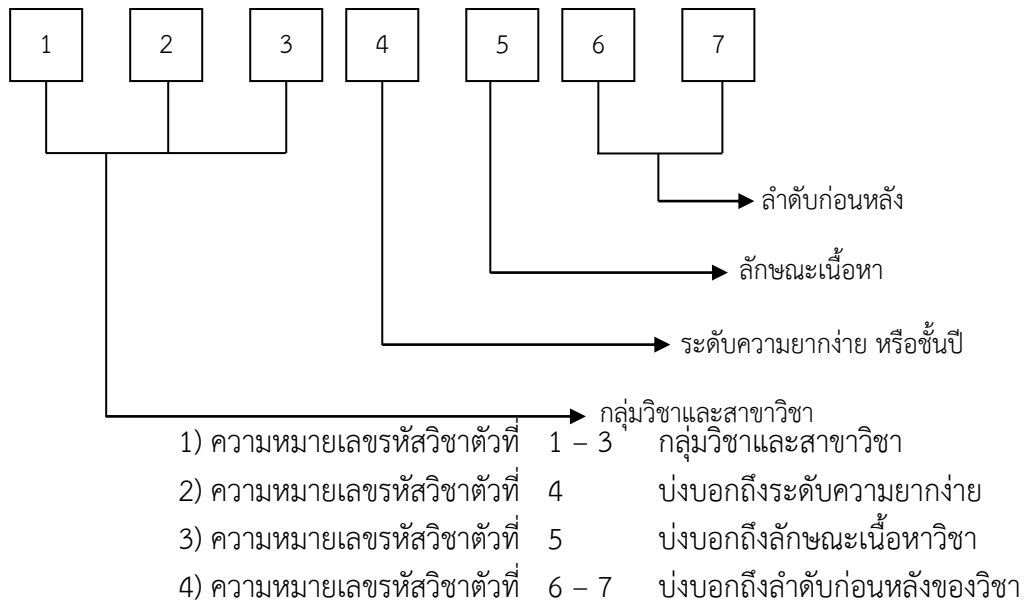 1 2 3 4 5 6 7
ลำดับก่อนหลัง
ลักษณะเนื้อหา
ระดับความยากง่าย หรือชั้นปี
กลุ่มวิชาและสาขาวิชา
1) ความหมายเลขรหัสวิชาตัวที่ 1 – 3 กลุ่มวิชาและสาขาวิชา
2) ความหมายเลขรหัสวิชาตัวที่ 4 บ่งบอกถึงระดับความยากง่าย
3) ความหมายเลขรหัสวิชาตัวที่ 5 บ่งบอกถึงลักษณะเนื้อหาวิชา
4) ความหมายเลขรหัสวิชาตัวที่ 6 – 7 บ่งบอกถึงลำดับก่อนหลังของวิชา